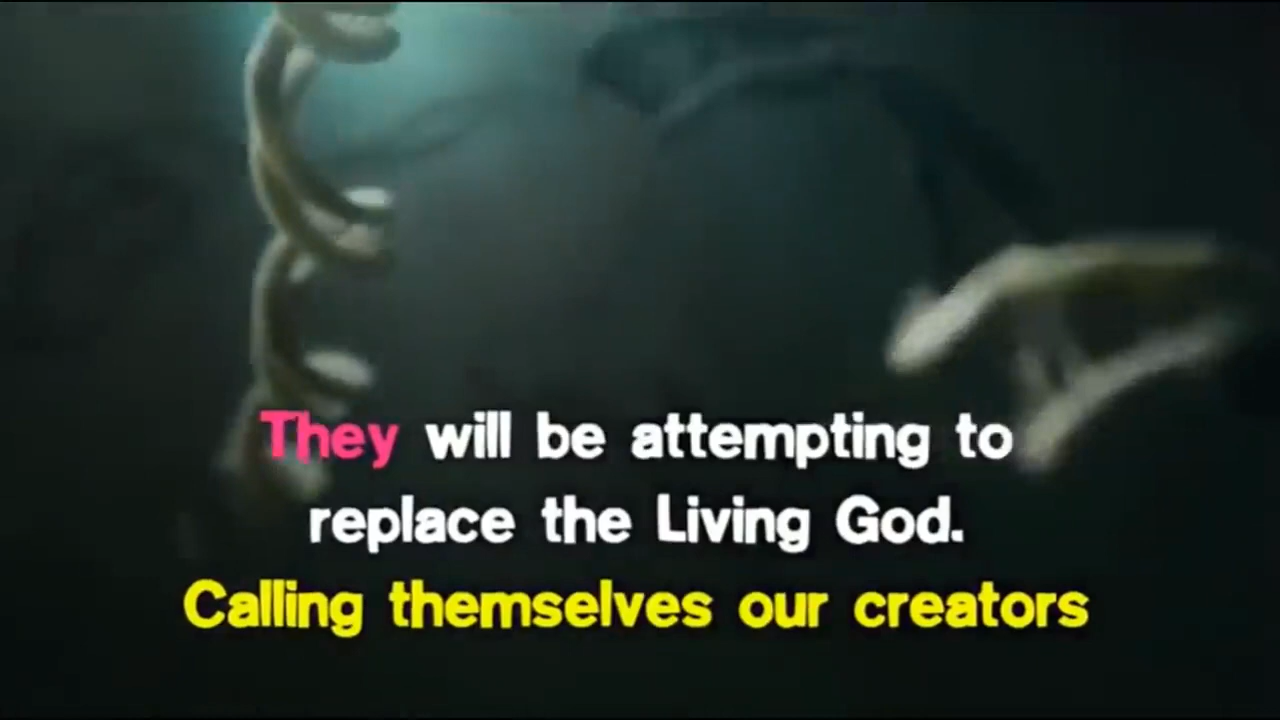 They will be attempting to
replace the Living God.
Calling themselves our creators